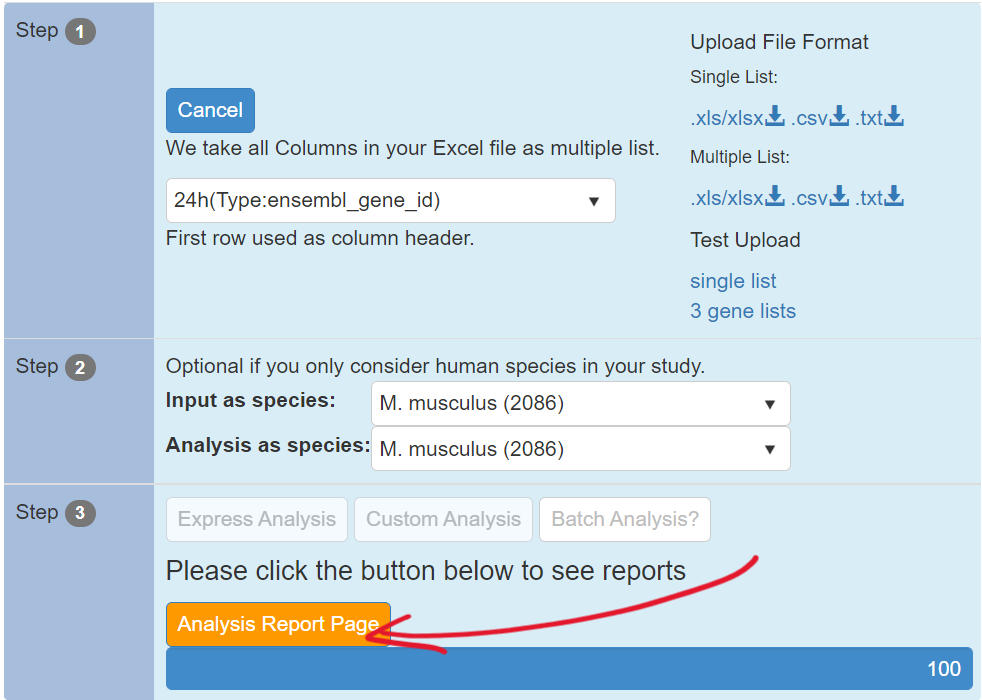 Step 1
Cancel
We take all Columns in your Excel file as multiple list.
24h(Type:ensembl_gene_id)
First row used as column header.
Upload File Format
Single List:
.xls/xlsx .csv .txt
Multiple List:
.xls/xlsx .csv .txt
Test Upload
single list
3 gene lists
Step 2
Optional if you only consider human species in your study.
Input as species: M. musculus (2086)
Analysis as species: M. musculus (2086)
Step 3
Express Analysis Custom Analysis Batch Analysis?
Please click the button below to see reports
Analysis Report Page
100